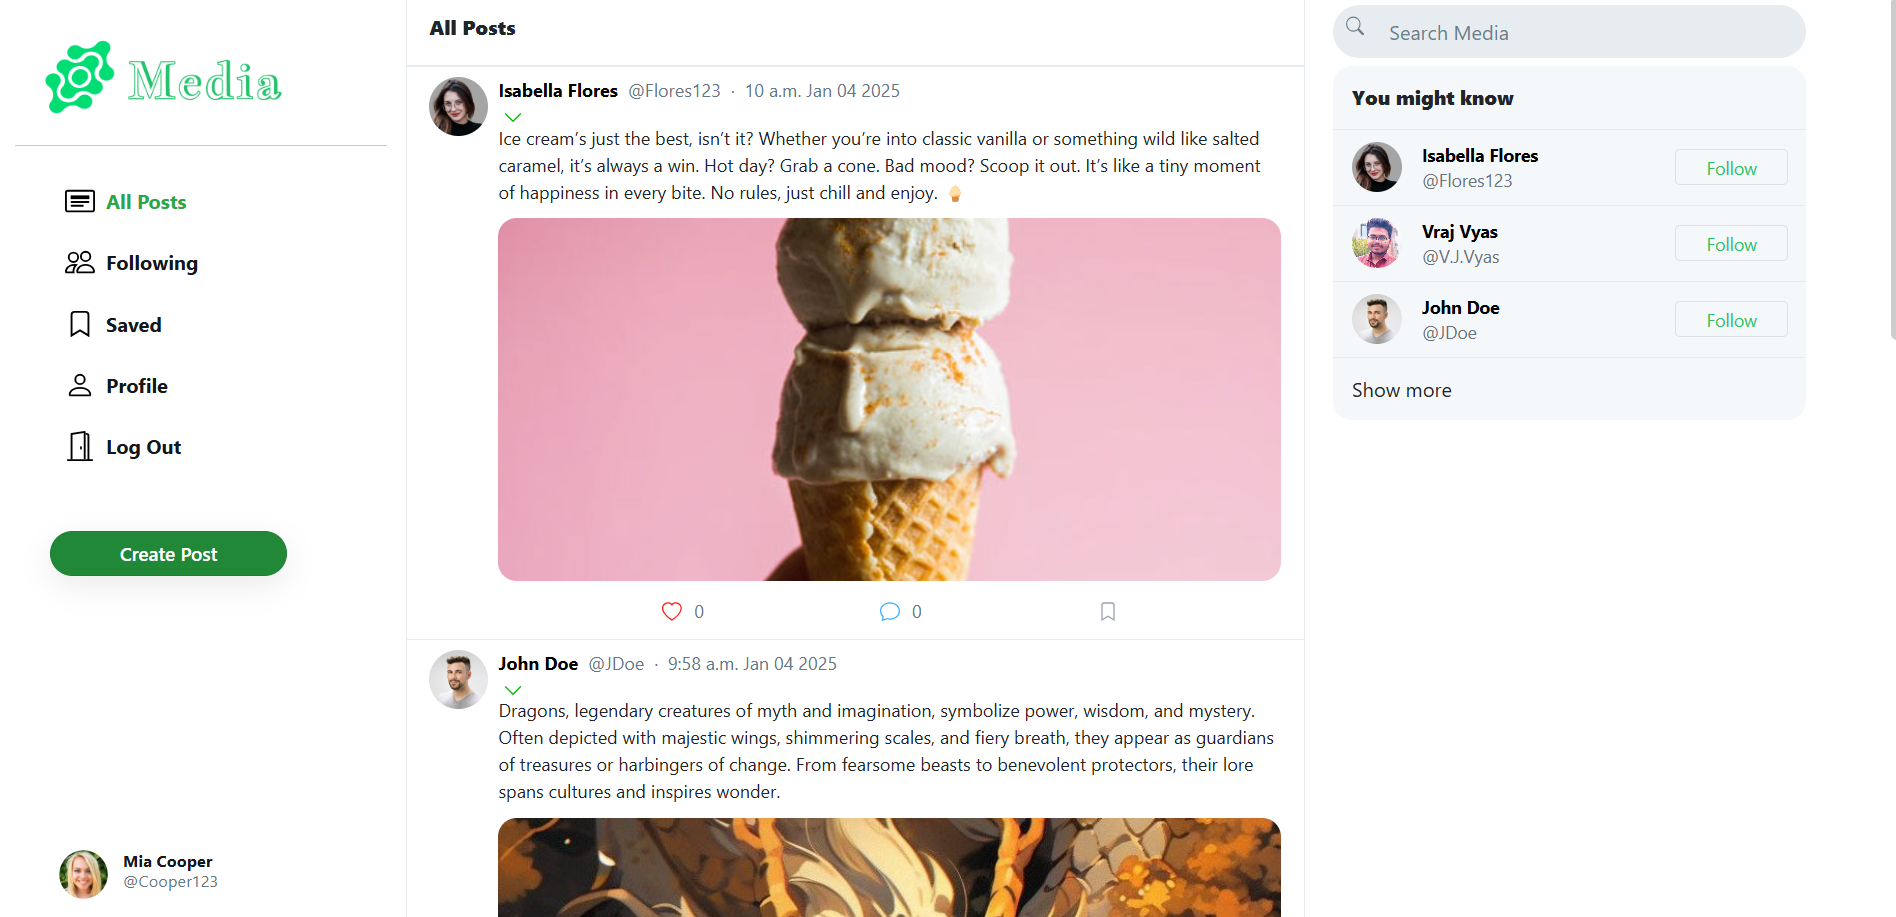 Media
All Posts
Following
Saved
Profile
Log Out
Create Post
Mia Cooper
@Cooper123
All Posts
Isabella Flores @Flores123 · 10 a.m. Jan 04 2025
Ice cream’s just the best, isn’t it? Whether you’re into classic vanilla or something wild like salted
caramel, it’s always a win. Hot day? Grab a cone. Bad mood? Scoop it out. It’s like a tiny moment
of happiness in every bite. No rules, just chill and enjoy. 🍦
0 0
John Doe @JDoe · 9:58 a.m. Jan 04 2025
Dragons, legendary creatures of myth and imagination, symbolize power, wisdom, and mystery.
Often depicted with majestic wings, shimmering scales, and fiery breath, they appear as guardians
of treasures or harbingers of change. From fearsome beasts to benevolent protectors, their lore
spans cultures and inspires wonder.
Search Media
You might know
Isabella Flores
@Flores123
Follow
Vraj Vyas
@V.J.Vyas
Follow
John Doe
@JDoe
Follow
Show more